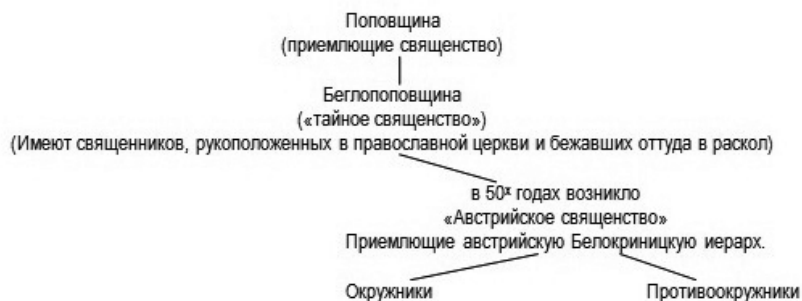 Поповщина
(приемлющие священство)
Беглопоповщина
(«тайное священство»)
(Имеют священников, рукоположенных в православной церкви и бежавших оттуда в раскол)
в 50ˣ годах возникло
«Австрийское священство»
Приемлющие австрийскую Белокриницкую иерарх.
Окружники Противоокружники